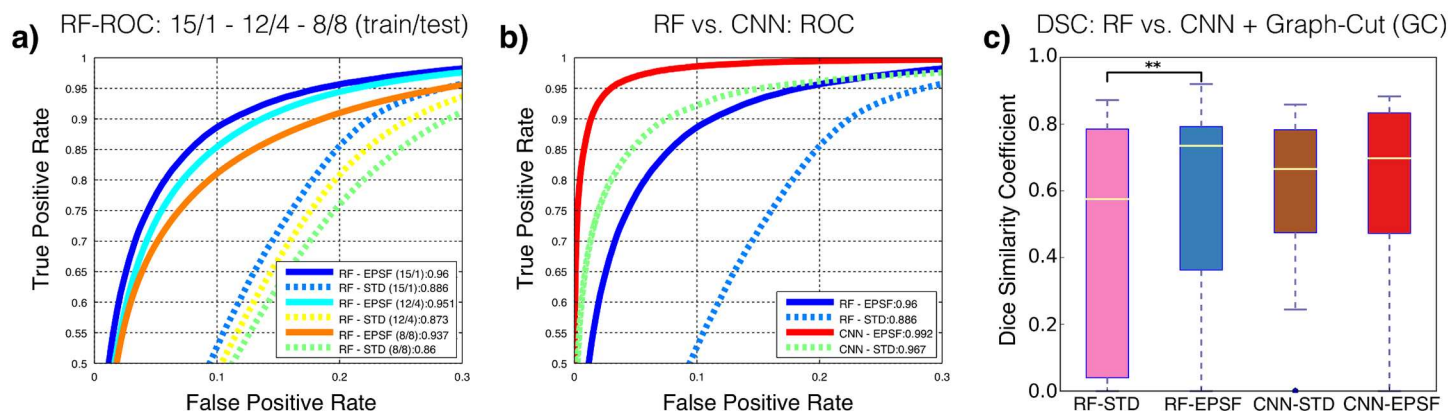 a) RF-ROC: 15/1 - 12/4 - 8/8 (train/test)
True Positive Rate
1
0.95
0.9
0.85
0.8
0.75
0.7
0.65
0.6
0.55
0.5
RF - EPSF (15/1):0.96
RF - STD (15/1):0.886
RF - EPSF (12/4):0.951
RF - STD (12/4):0.873
RF - EPSF (8/8):0.937
RF - STD (8/8):0.86
0 0.1 0.2 0.3
False Positive Rate
b) RF vs. CNN: ROC
True Positive Rate
1
0.95
0.9
0.85
0.8
0.75
0.7
0.65
0.6
0.55
0.5
RF - EPSF:0.96
RF - STD:0.886
CNN - EPSF:0.992
CNN - STD:0.967
0 0.1 0.2 0.3
False Positive Rate
c) DSC: RF vs. CNN + Graph-Cut (GC)
Dice Similarity Coefficient
1.0
0.8
0.6
0.4
0.2
0.0
**
RF-STD RF-EPSF CNN-STD CNN-EPSF